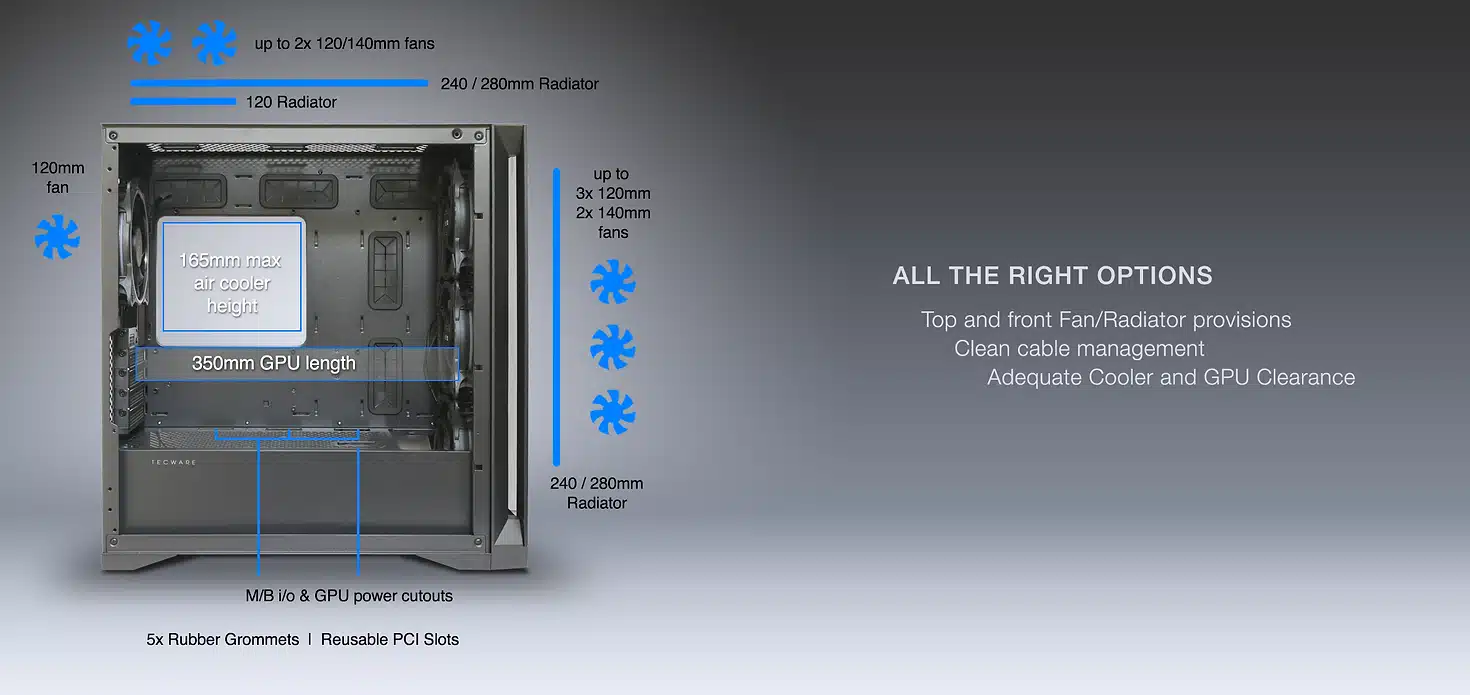 up to 2x 120/140mm fans
240 / 280mm Radiator
120 Radiator
120mm
fan
up to
3x 120mm
2x 140mm
fans
165mm max
air cooler
height
350mm GPU length
TECWARE
240 / 280mm
Radiator
M/B i/o & GPU power cutouts
5x Rubber Grommets | Reusable PCI Slots
ALL THE RIGHT OPTIONS
Top and front Fan/Radiator provisions
Clean cable management
Adequate Cooler and GPU Clearance